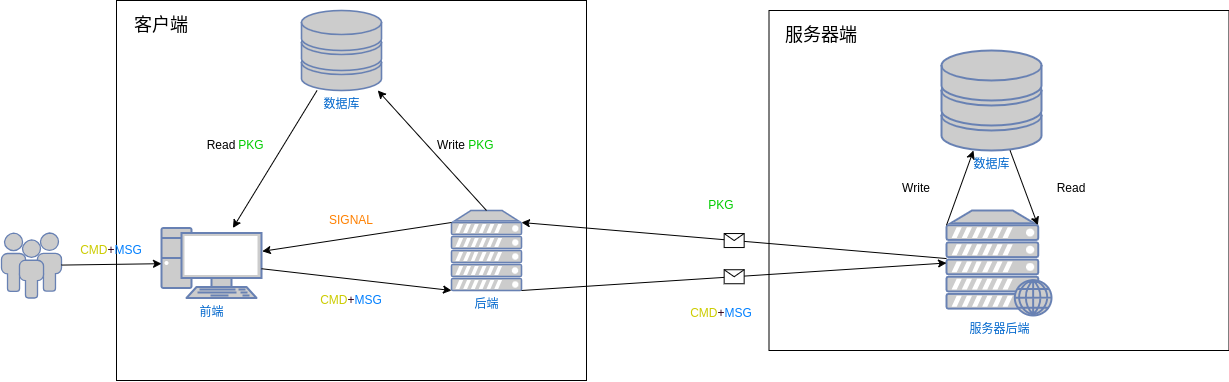 客户端
服务器端
数据库
数据库
Read PKG
Write PKG
Write
Read
PKG
SIGNAL
CMD+MSG
CMD+MSG
CMD+MSG
前端
后端
服务器后端